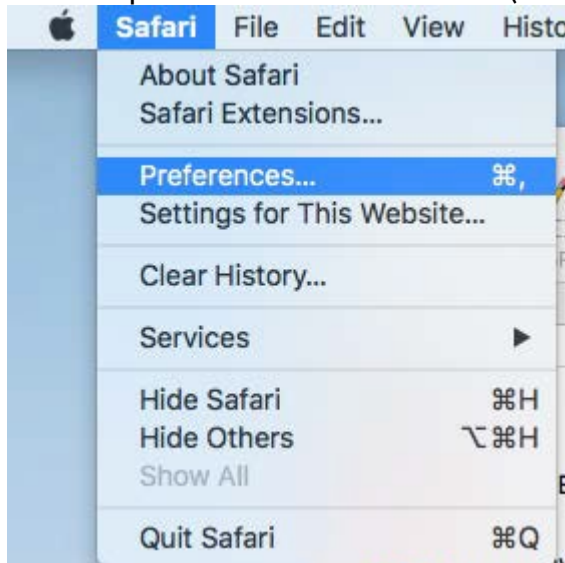 Safari File Edit View Histo
About Safari
Safari Extensions...
Preferences... ⌘,
Settings for This Website...
Clear History...
Services ▶
Hide Safari ⌘H
Hide Others ⌥⌘H
Show All
Quit Safari ⌘Q